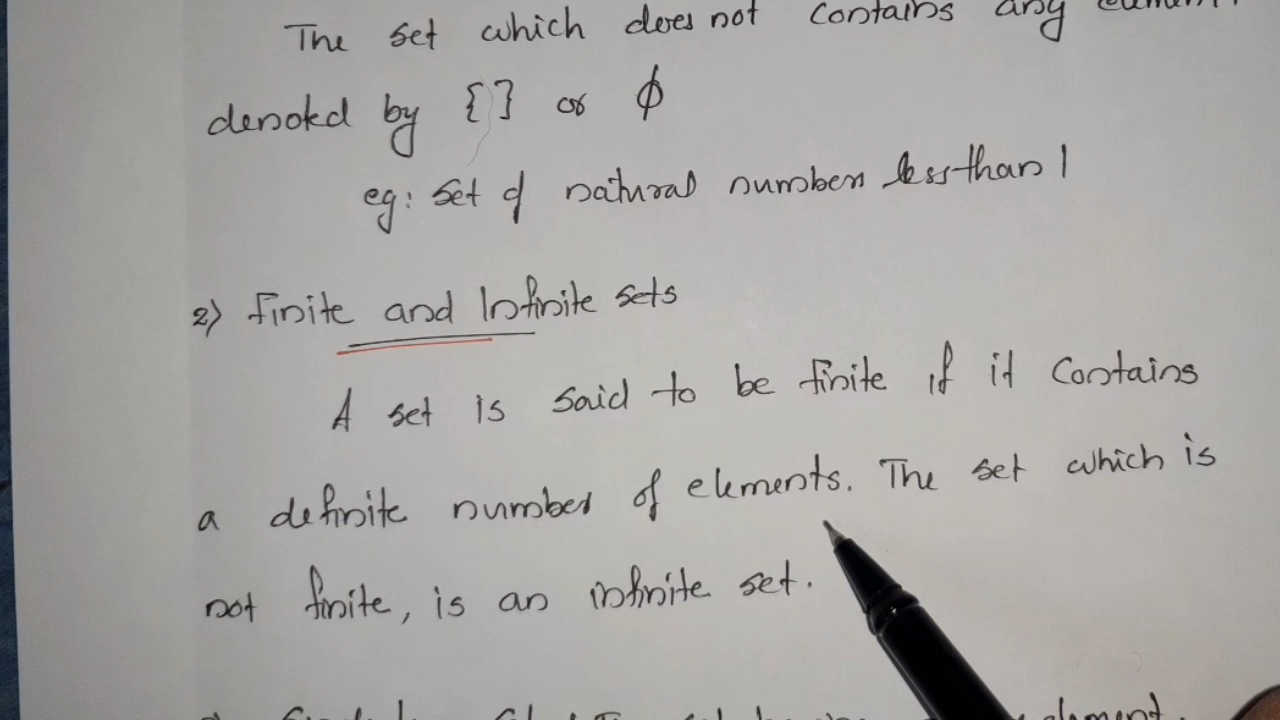 The set which does not contains any element.
denoted by { } or ϕ
eg: Set of natural numbers less than 1
2) Finite and Infinite sets
A set is said to be finite if it contains
a definite number of elements. The set which is
not finite, is an infinite set.
element.